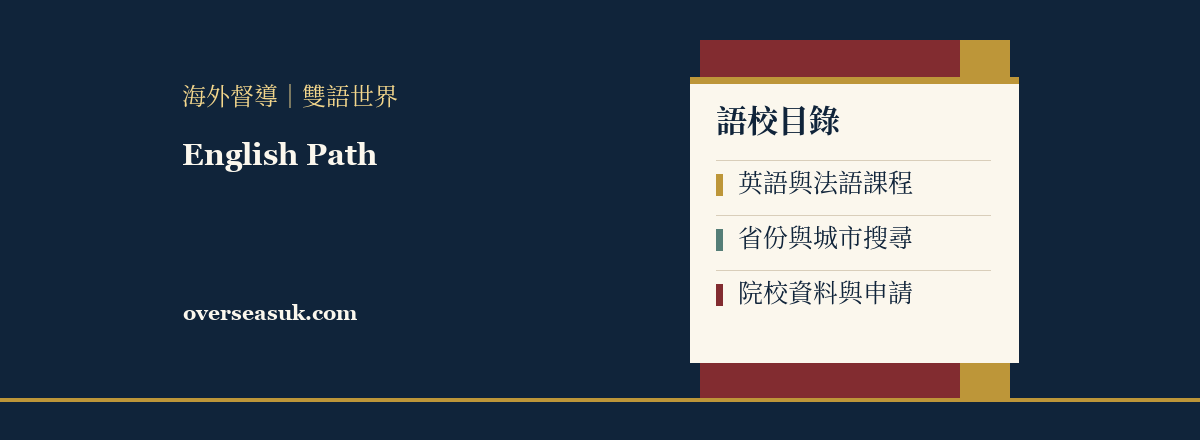 海外督導｜雙語世界
English Path
overseasuk.com
語校目錄
英語與法語課程
省份與城市搜尋
院校資料與申請